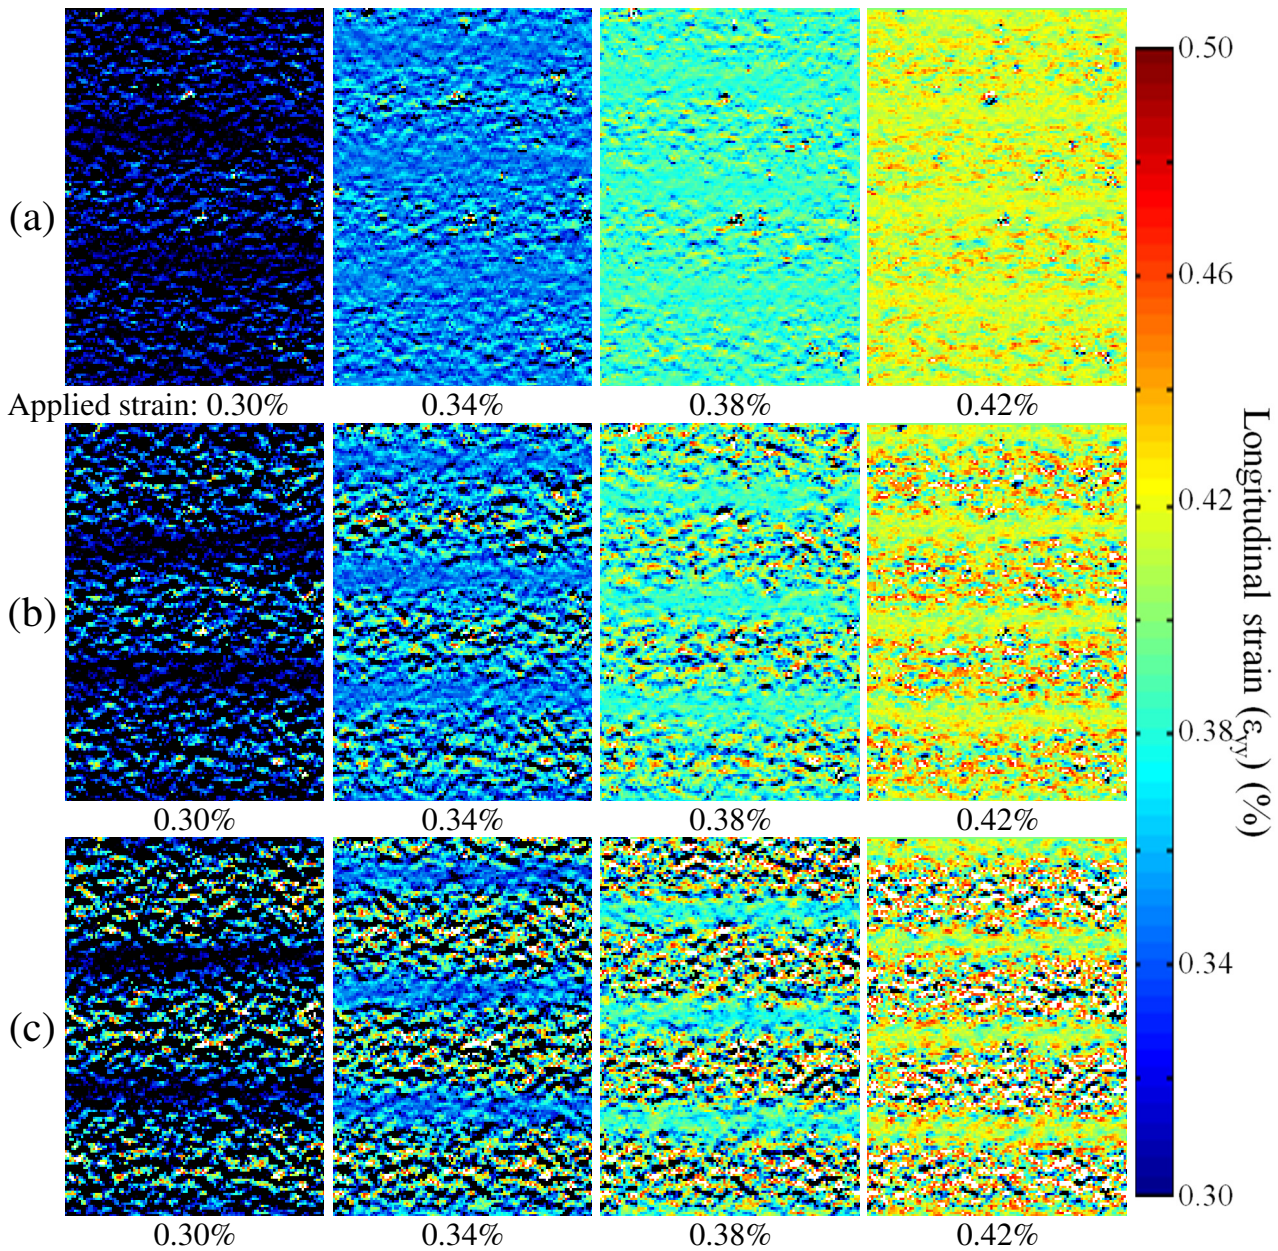 (a)
Applied strain: 0.30% 0.34% 0.38% 0.42%
(b)
0.30% 0.34% 0.38% 0.42%
(c)
0.30% 0.34% 0.38% 0.42%
0.50
0.46
0.42
0.38
0.34
0.30
Longitudinal strain (εyy) (%)